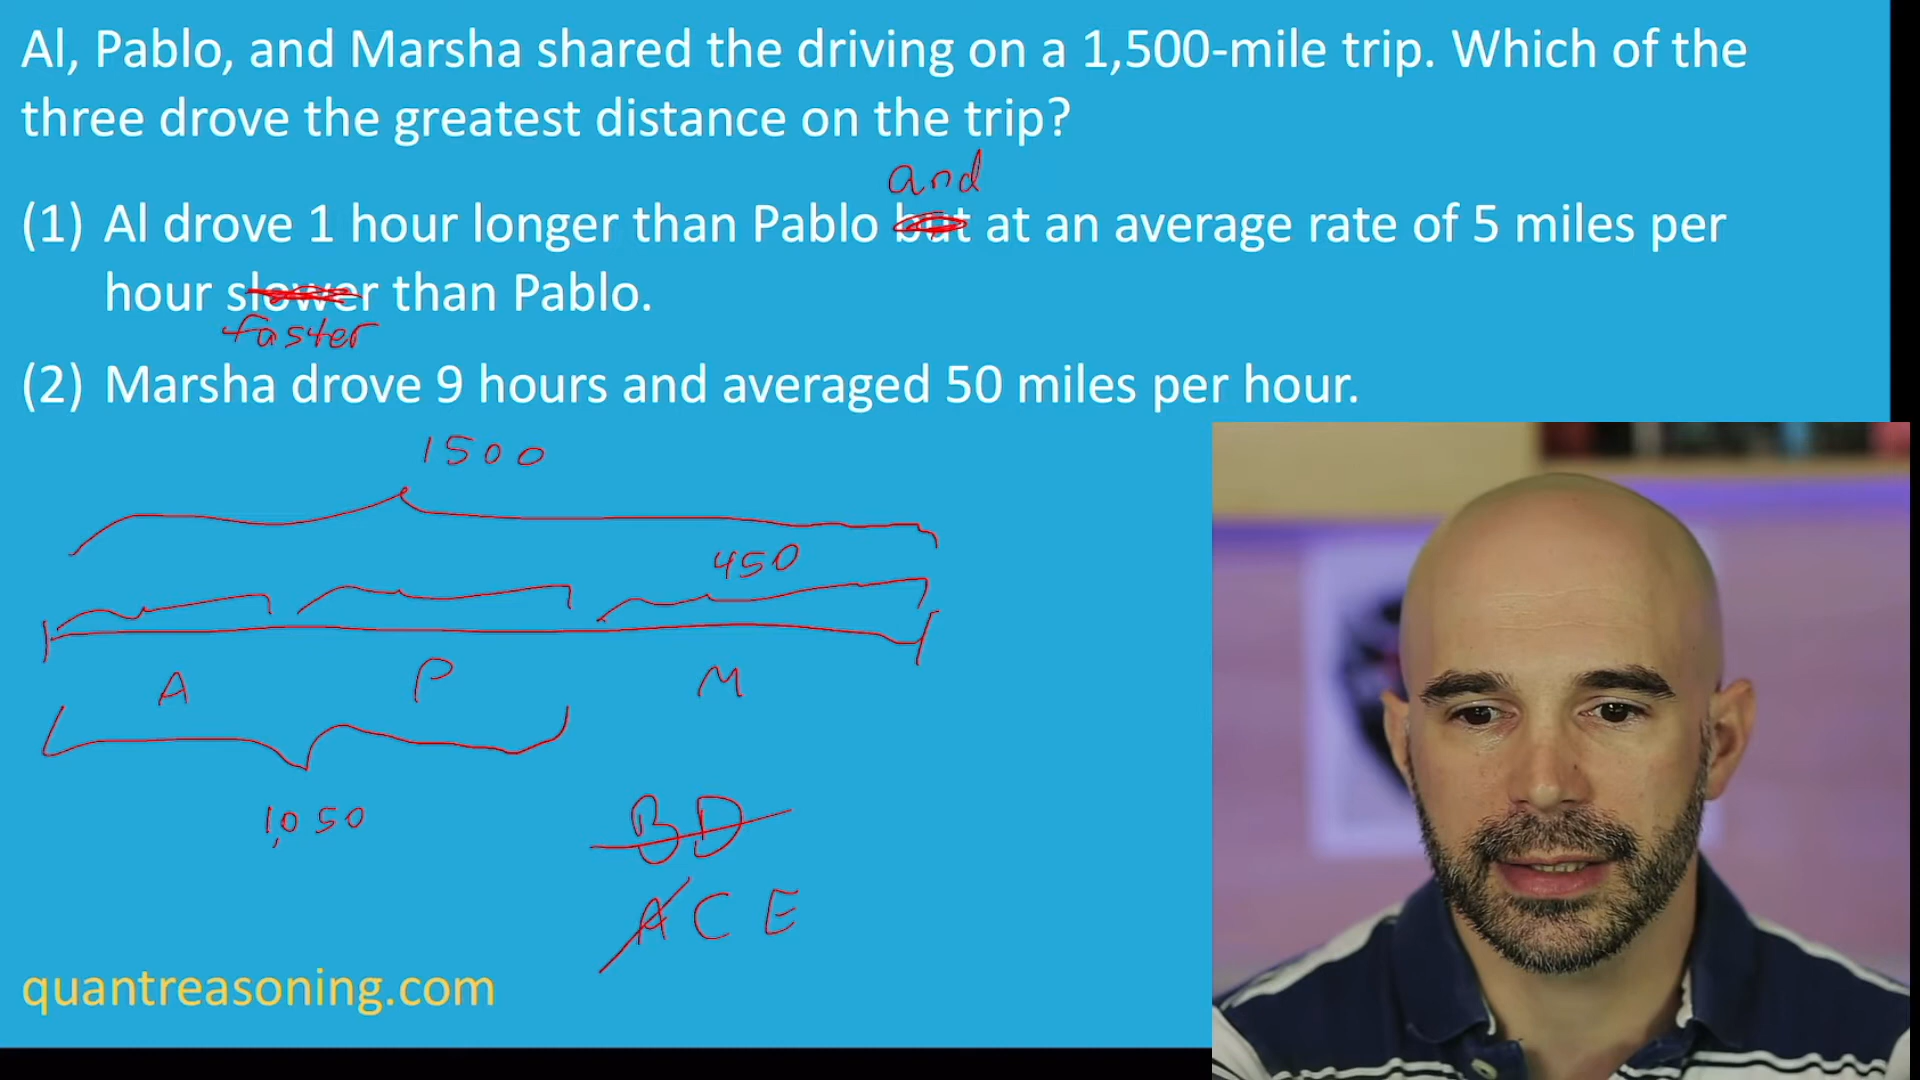 Al, Pablo, and Marsha shared the driving on a 1,500-mile trip. Which of the
three drove the greatest distance on the trip?
and
(1) Al drove 1 hour longer than Pablo but at an average rate of 5 miles per
hour slower than Pablo.
faster
(2) Marsha drove 9 hours and averaged 50 miles per hour.
1500
450
A P M
1,050
BD
A C E
quantreasoning.com